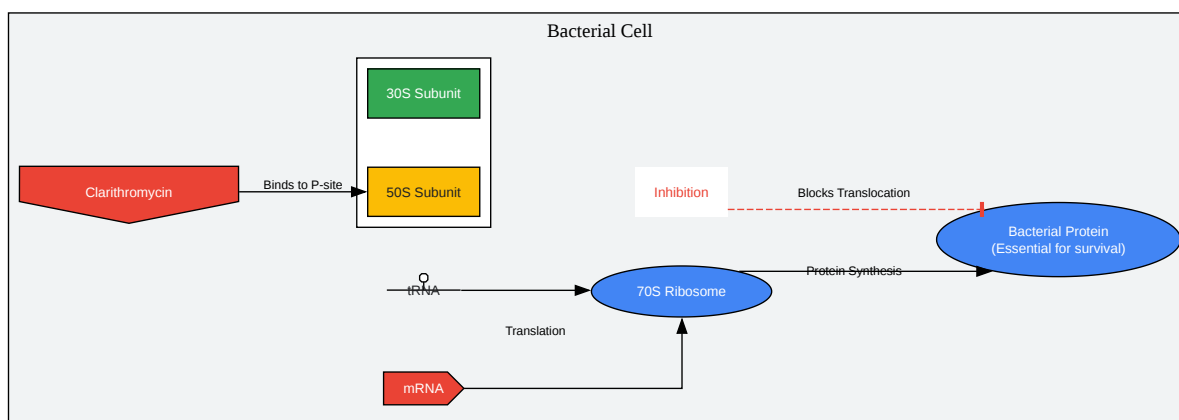 Bacterial Cell
30S Subunit
Clarithromycin
Binds to P-site
50S Subunit
Inhibition
Blocks Translocation
Bacterial Protein
(Essential for survival)
Protein Synthesis
tRNA
70S Ribosome
Translation
mRNA